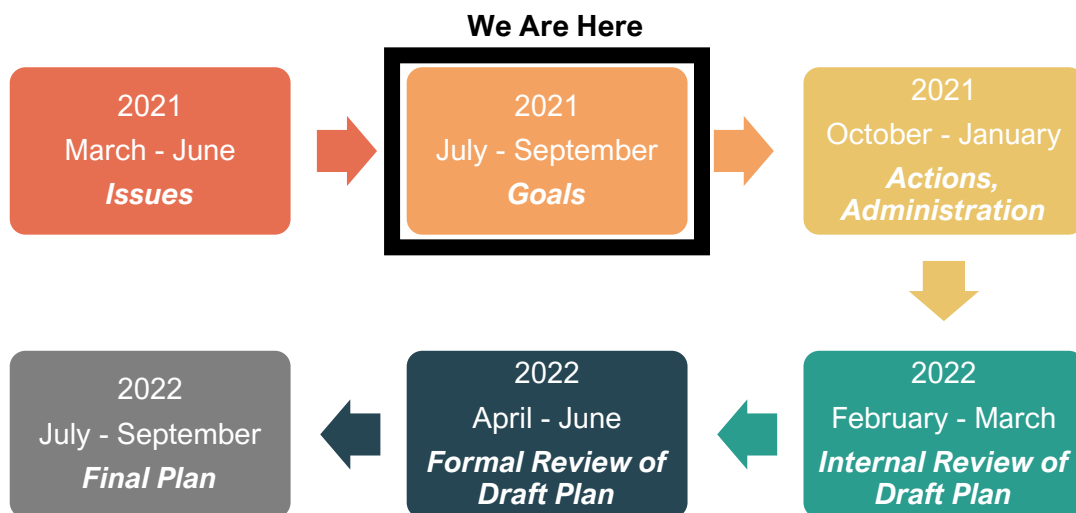 We Are Here
2021
March - June
Issues
2021
July - September
Goals
2021
October - January
Actions,
Administration
2022
February - March
Internal Review of
Draft Plan
2022
April - June
Formal Review of
Draft Plan
2022
July - September
Final Plan